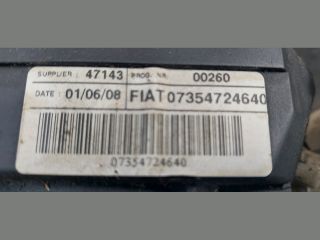 SUPPLIER : 47143 PROG. NR. 00260
DATE : 01/06/08 FIAT 07354724640
07354724640